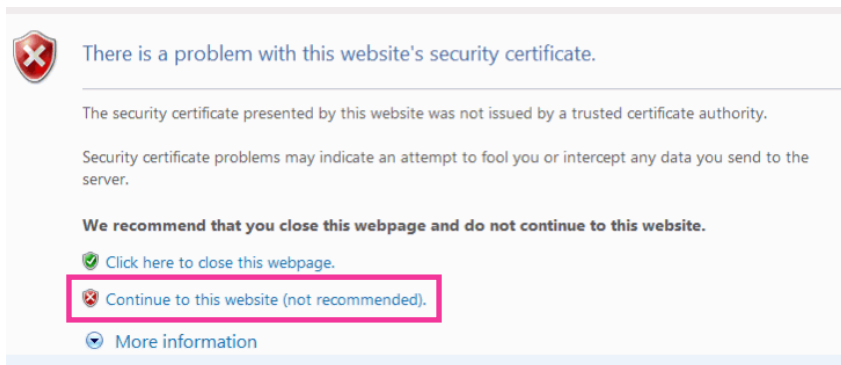 There is a problem with this website's security certificate.
The security certificate presented by this website was not issued by a trusted certificate authority.
Security certificate problems may indicate an attempt to fool you or intercept any data you send to the
server.
We recommend that you close this webpage and do not continue to this website.
Click here to close this webpage.
Continue to this website (not recommended).
More information